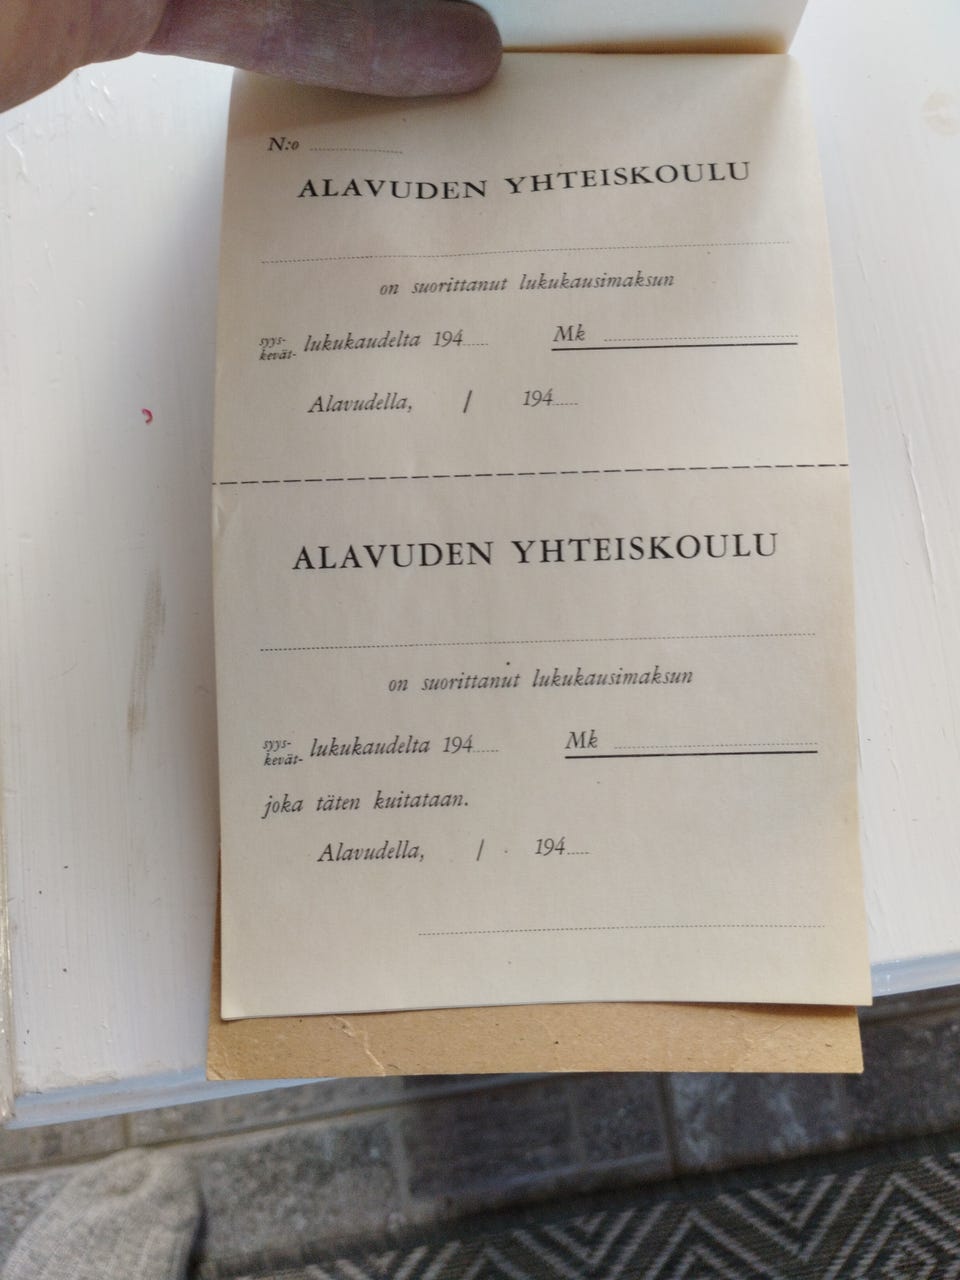 N:o
ALAVUDEN YHTEISKOULU
on suorittanut lukukausimaksun
syys-
kevät- lukukaudelta 194 Mk
Alavudella, / 194
ALAVUDEN YHTEISKOULU
on suorittanut lukukausimaksun
syys-
kevät- lukukaudelta 194 Mk
joka täten kuitataan.
Alavudella, / 194